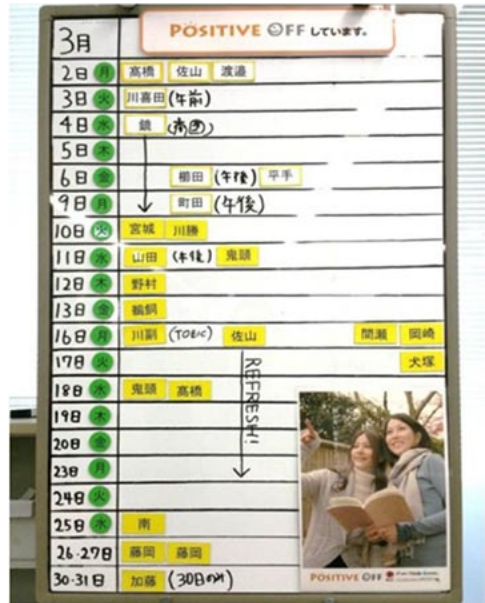 3月 POSITIVE OFF しています。
2日 月 高橋 佐山 渡邉
3日 火 川喜田 (午前)
4日 水 鏡
5日 木
6日 金 櫛田 (午後) 平手
9日 月 町田 (午後)
10日 火 宮城 川勝
11日 水 山田 (午後) 鬼頭
12日 木 野村
13日 金 鵜飼
16日 月 川副 (TOEIC) 佐山 間瀬 岡崎
17日 火 犬塚
REFRESH!
18日 水 鬼頭 高橋
19日 木
20日 金
23日 月
24日 火
25日 水 南
26・27日 藤岡 藤岡
30・31日 加藤 (30日のみ)
POSITIVE OFF